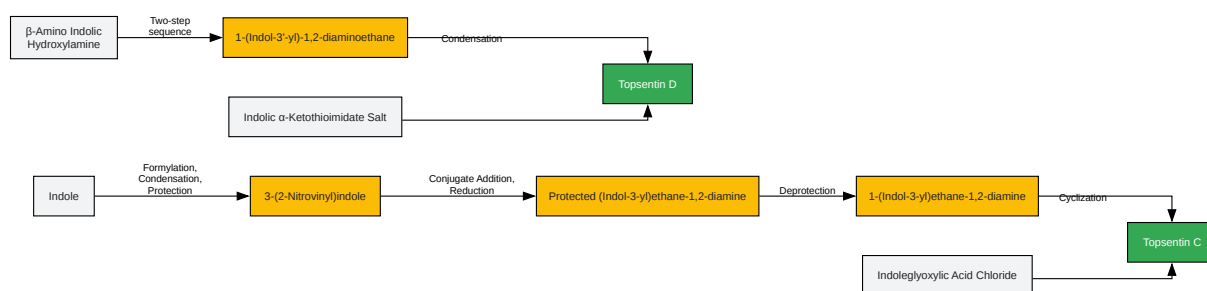 β-Amino Indolic
Hydroxylamine
Two-step
sequence
1-(Indol-3'-yl)-1,2-diaminoethane
Condensation
Topsentin D
Indolic α-Ketothioimidate Salt
Indole
Formylation,
Condensation,
Protection
3-(2-Nitrovinyl)indole
Conjugate Addition,
Reduction
Protected (Indol-3-yl)ethane-1,2-diamine
Deprotection
1-(Indol-3-yl)ethane-1,2-diamine
Cyclization
Topsentin C
Indoleglyoxylic Acid Chloride